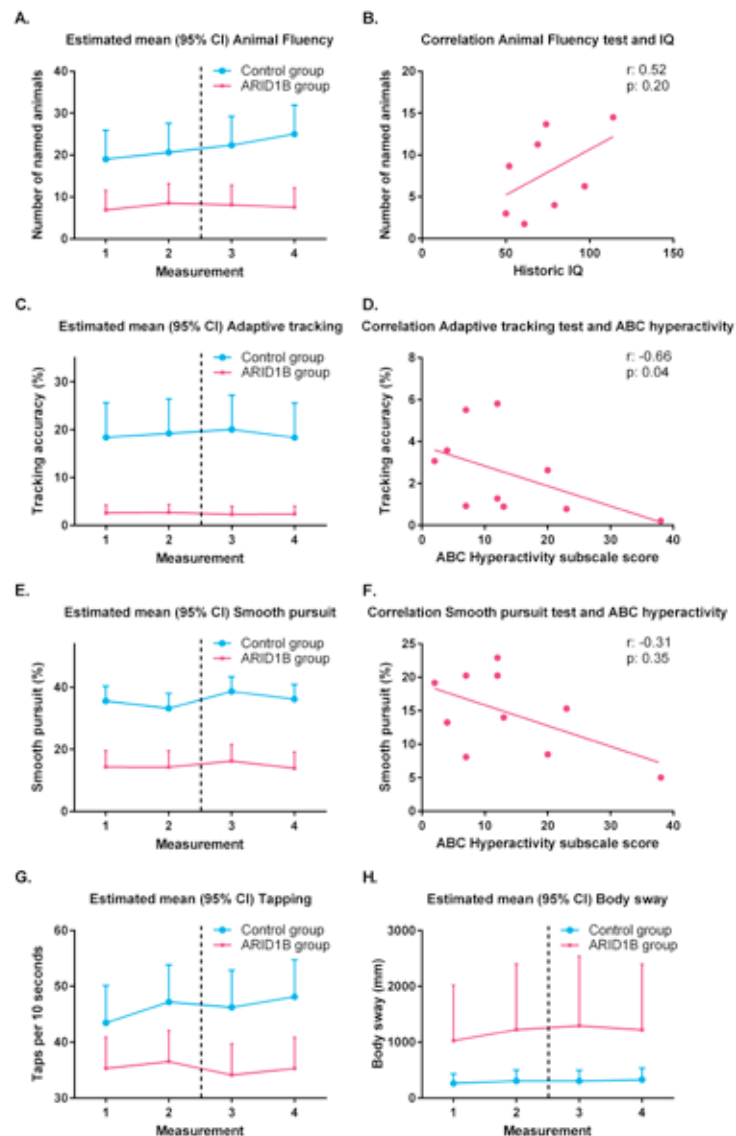 A.
Estimated mean (95% CI) Animal Fluency
Control group
ARID1B group
Number of named animals
40
30
20
10
0
1 2 3 4
Measurement
B.
Correlation Animal Fluency test and IQ
r: 0.52
p: 0.20
Number of named animals
20
15
10
5
0
0 50 100 150
Historic IQ
C.
Estimated mean (95% CI) Adaptive tracking
Control group
ARID1B group
Tracking accuracy (%)
30
20
10
0
1 2 3 4
Measurement
D.
Correlation Adaptive tracking test and ABC hyperactivity
r: -0.66
p: 0.04
Tracking accuracy (%)
8
6
4
2
0
0 10 20 30 40
ABC Hyperactivity subscale score
E.
Estimated mean (95% CI) Smooth pursuit
Control group
ARID1B group
Smooth pursuit (%)
40
20
0
1 2 3 4
Measurement
F.
Correlation Smooth pursuit test and ABC hyperactivity
r: -0.31
p: 0.35
Smooth pursuit (%)
25
20
15
10
5
0
0 10 20 30 40
ABC Hyperactivity subscale score
G.
Estimated mean (95% CI) Tapping
Control group
ARID1B group
Taps per 10 seconds
60
50
40
30
1 2 3 4
Measurement
H.
Estimated mean (95% CI) Body sway
Control group
ARID1B group
Body sway (mm)
3000
2000
1000
0
1 2 3 4
Measurement